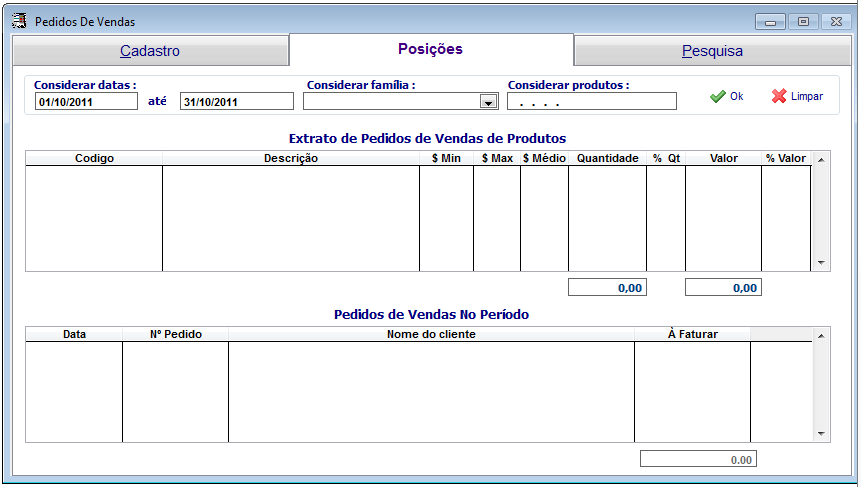 Pedidos De Vendas
Cadastro Posições Pesquisa
Considerar datas : Considerar família : Considerar produtos :
01/10/2011 até 31/10/2011 . . . . Ok Limpar
Extrato de Pedidos de Vendas de Produtos
Codigo Descrição $ Min $ Max $ Médio Quantidade % Qt Valor % Valor
0,00 0,00
Pedidos de Vendas No Período
Data Nº Pedido Nome do cliente À Faturar
0.00